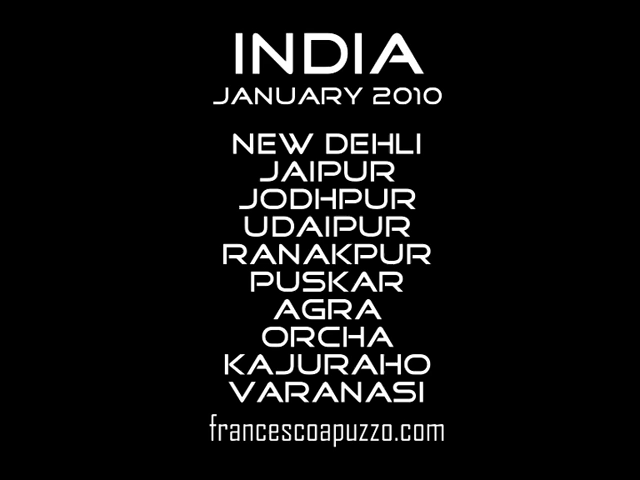 INDIA
JANUARY 2010
NEW DEHLI
JAIPUR
JODHPUR
UDAIPUR
RANAKPUR
PUSKAR
AGRA
ORCHA
KAJURAHO
VARANASI
francescoapuzzo.com